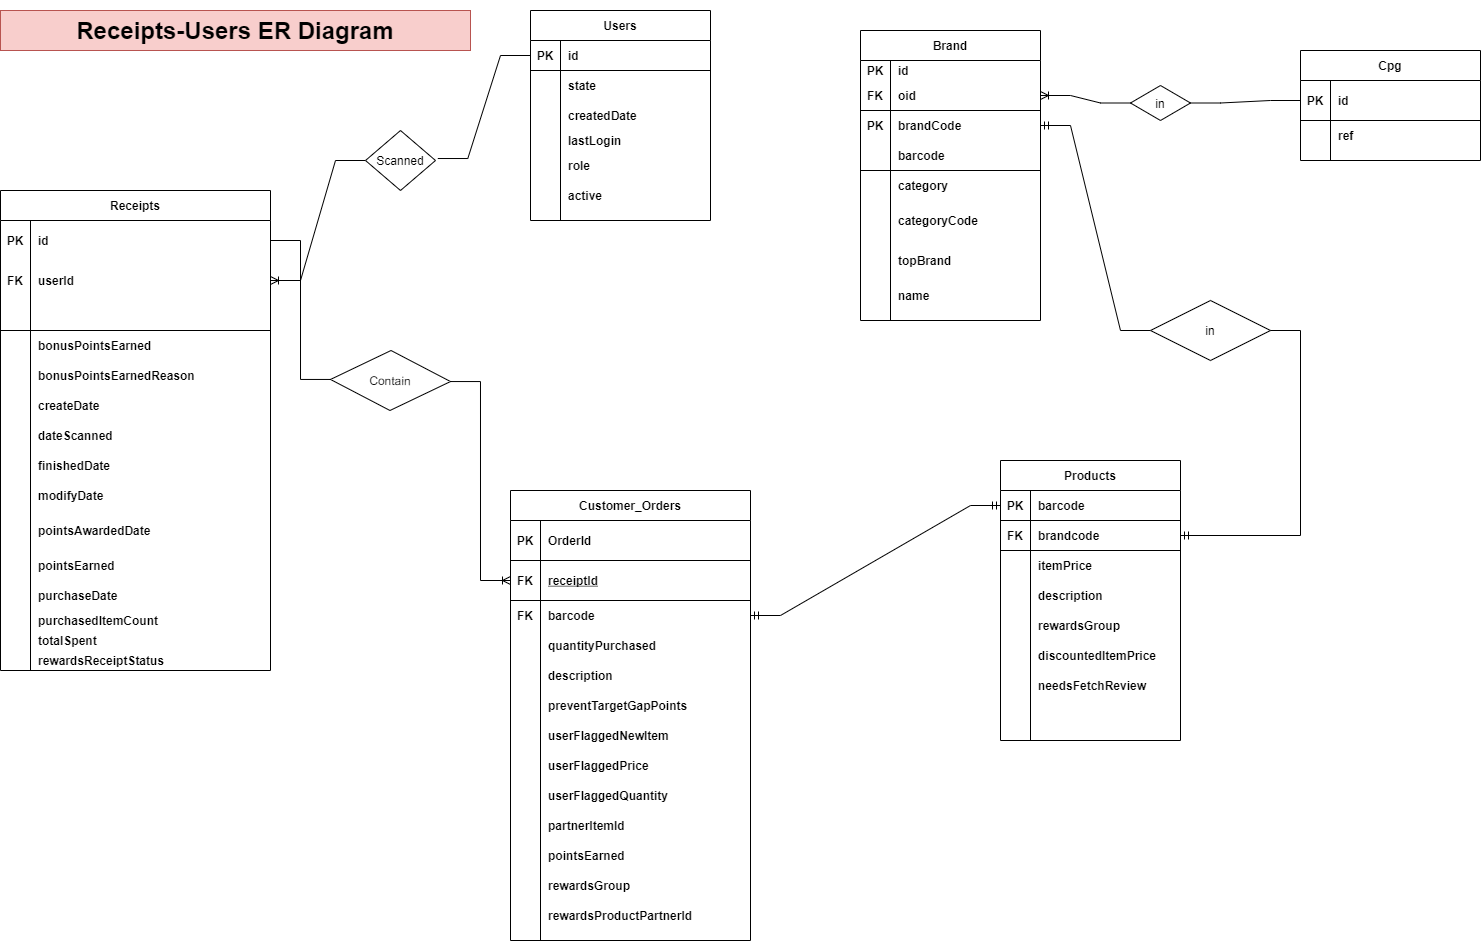 Receipts-Users ER Diagram
Users
PK id
state
createdDate
lastLogin
role
active
Scanned
Brand
PK id
FK oid
PK brandCode
barcode
category
categoryCode
topBrand
name
in
Cpg
PK id
ref
Receipts
PK id
FK userId
bonusPointsEarned
bonusPointsEarnedReason
createDate
dateScanned
finishedDate
modifyDate
pointsAwardedDate
pointsEarned
purchaseDate
purchasedItemCount
totalSpent
rewardsReceiptStatus
Contain
in
Customer_Orders
PK OrderId
FK receiptId
FK barcode
quantityPurchased
description
preventTargetGapPoints
userFlaggedNewItem
userFlaggedPrice
userFlaggedQuantity
partnerItemId
pointsEarned
rewardsGroup
rewardsProductPartnerId
Products
PK barcode
FK brandcode
itemPrice
description
rewardsGroup
discountedItemPrice
needsFetchReview